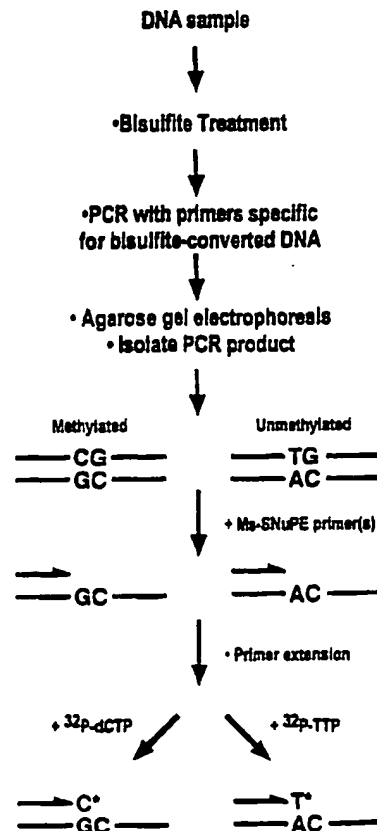 DNA sample
•Bisulfite Treatment
•PCR with primers specific
for bisulfite-converted DNA
• Agarose gel electrophoresis
• Isolate PCR product
Methylated Unmethylated
CG TG
GC AC
+ Ms-SNuPE primer(s)
GC AC
• Primer extension
+ 32P-dCTP + 32P-TTP
C* T*
GC AC